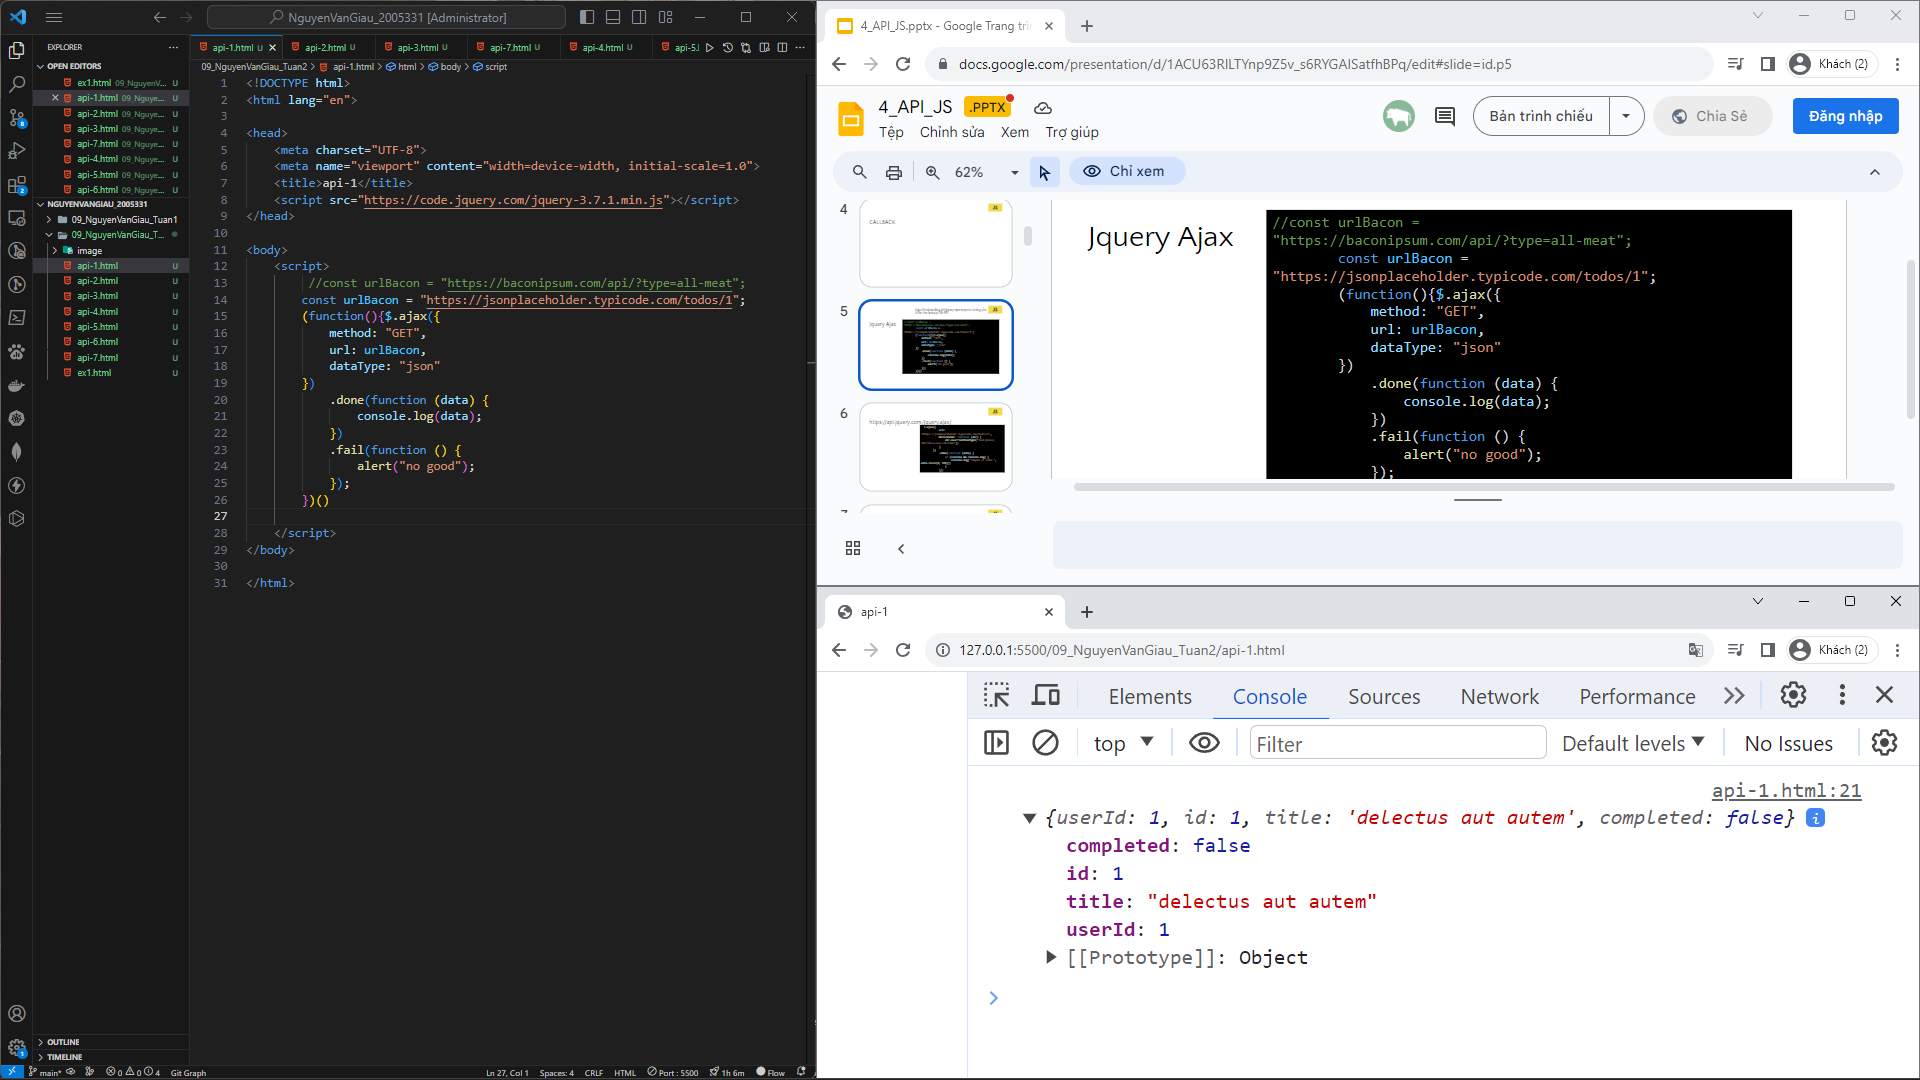 NguyenVanGiau_2005331 [Administrator]
EXPLORER
OPEN EDITORS
ex1.html 09_NguyenV... U
api-1.html 09_Nguye... U
api-2.html 09_Nguye... U
api-3.html 09_Nguye... U
api-7.html 09_Nguye... U
api-4.html 09_Nguye... U
api-5.html 09_Nguye... U
api-6.html 09_Nguye... U
NGUYENVANGIAU_2005331
09_NguyenVanGiau_Tuan1
09_NguyenVanGiau_T...
image
api-1.html U
api-2.html U
api-3.html U
api-4.html U
api-5.html U
api-6.html U
api-7.html U
ex1.html U
OUTLINE
TIMELINE
api-1.html U
api-2.html U
api-3.html U
api-7.html U
api-4.html U
api-5.l
09_NguyenVanGiau_Tuan2 > api-1.html > html > body > script
1 <!DOCTYPE html>
2 <html lang="en">
3
4 <head>
5 <meta charset="UTF-8">
6 <meta name="viewport" content="width=device-width, initial-scale=1.0">
7 <title>api-1</title>
8 <script src="https://code.jquery.com/jquery-3.7.1.min.js"></script>
9 </head>
10
11 <body>
12 <script>
13 //const urlBacon = "https://baconipsum.com/api/?type=all-meat";
14 const urlBacon = "https://jsonplaceholder.typicode.com/todos/1";
15 (function(){$.ajax({
16 method: "GET",
17 url: urlBacon,
18 dataType: "json"
19 })
20 .done(function (data) {
21 console.log(data);
22 })
23 .fail(function () {
24 alert("no good");
25 });
26 })()
27
28 </script>
29 </body>
30
31 </html>
main* 0 0 4 Git Graph
Ln 27, Col 1 Spaces: 4 CRLF HTML Port : 5500 1h 6m Flow
4_API_JS.pptx - Google Trang trì
docs.google.com/presentation/d/1ACU63RILTYnp9Z5v_s6RYGAlSatfhBPq/edit#slide=id.p5
Khách (2)
4_API_JS .PPTX
Tệp Chỉnh sửa Xem Trợ giúp
Bản trình chiếu
Chia Sẻ
Đăng nhập
62%
Chỉ xem
4
CALLBACK
5
Jquery Ajax
6
https://api.jquery.com/jquery.ajax/
Jquery Ajax
//const urlBacon =
"https://baconipsum.com/api/?type=all-meat";
const urlBacon =
"https://jsonplaceholder.typicode.com/todos/1";
(function(){$.ajax({
method: "GET",
url: urlBacon,
dataType: "json"
})
.done(function (data) {
console.log(data);
})
.fail(function () {
alert("no good");
});
api-1
127.0.0.1:5500/09_NguyenVanGiau_Tuan2/api-1.html
Khách (2)
Elements Console Sources Network Performance
top Filter Default levels No Issues
api-1.html:21
{userId: 1, id: 1, title: 'delectus aut autem', completed: false}
completed: false
id: 1
title: "delectus aut autem"
userId: 1
[[Prototype]]: Object